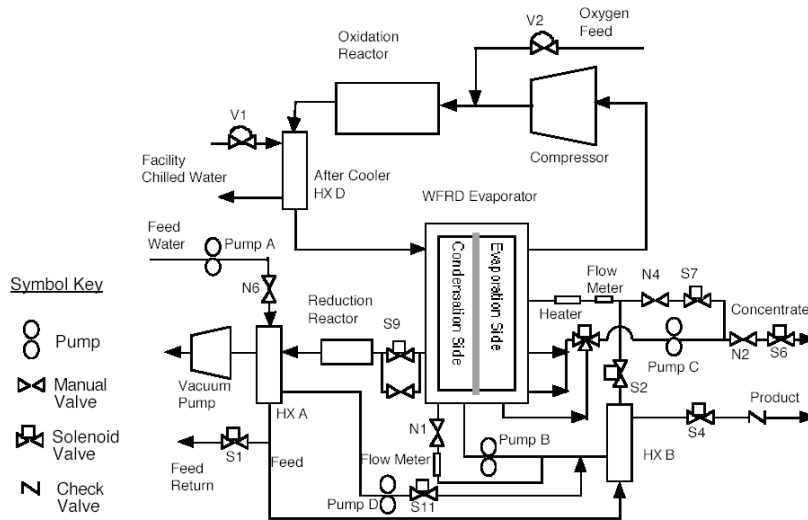 V2
Oxygen
Feed
Oxidation
Reactor
V1
Compressor
Facility
Chilled Water
After Cooler
HX D
WFRD Evaporator
Feed
Water
Pump A
N6
Condensation Side
Evaporation Side
Flow
Meter
N4
S7
Symbol Key
Reduction
Reactor
S9
Heater
Concentrate
Pump
Vacuum
Pump
HX A
Pump C
N2
S6
Manual
Valve
S2
Product
Solenoid
Valve
S1
N1
Pump B
S4
Feed
Return
Feed
Flow Meter
HX B
Check
Valve
Pump D
S11